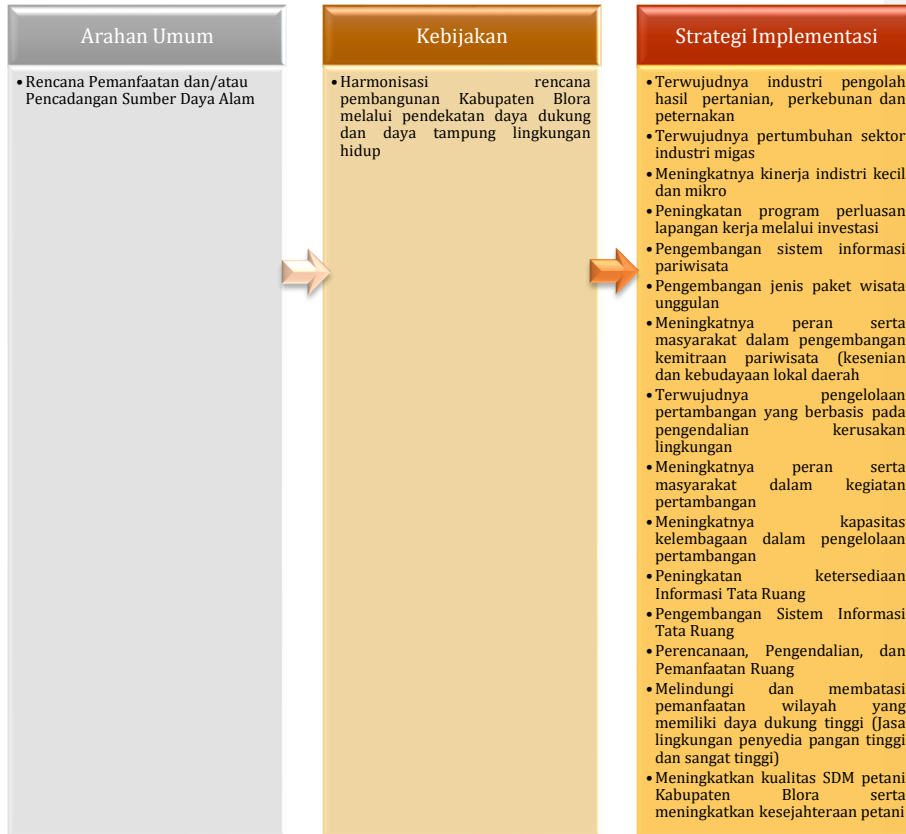 Arahan Umum
• Rencana Pemanfaatan dan/atau
Pencadangan Sumber Daya Alam
Kebijakan
• Harmonisasi rencana
pembangunan Kabupaten Blora
melalui pendekatan daya dukung
dan daya tampung lingkungan
hidup
Strategi Implementasi
• Terwujudnya industri pengolah
hasil pertanian, perkebunan dan
peternakan
• Terwujudnya pertumbuhan sektor
industri migas
• Meningkatnya kinerja indistri kecil
dan mikro
• Peningkatan program perluasan
lapangan kerja melalui investasi
• Pengembangan sistem informasi
pariwisata
• Pengembangan jenis paket wisata
unggulan
• Meningkatnya peran serta
masyarakat dalam pengembangan
kemitraan pariwisata (kesenian
dan kebudayaan lokal daerah
• Terwujudnya pengelolaan
pertambangan yang berbasis pada
pengendalian kerusakan
lingkungan
• Meningkatnya peran serta
masyarakat dalam kegiatan
pertambangan
• Meningkatnya kapasitas
kelembagaan dalam pengelolaan
pertambangan
• Peningkatan ketersediaan
Informasi Tata Ruang
• Pengembangan Sistem Informasi
Tata Ruang
• Perencanaan, Pengendalian, dan
Pemanfaatan Ruang
• Melindungi dan membatasi
pemanfaatan wilayah yang
memiliki daya dukung tinggi (Jasa
lingkungan penyedia pangan tinggi
dan sangat tinggi)
• Meningkatkan kualitas SDM petani
Kabupaten Blora serta
meningkatkan kesejahteraan petani